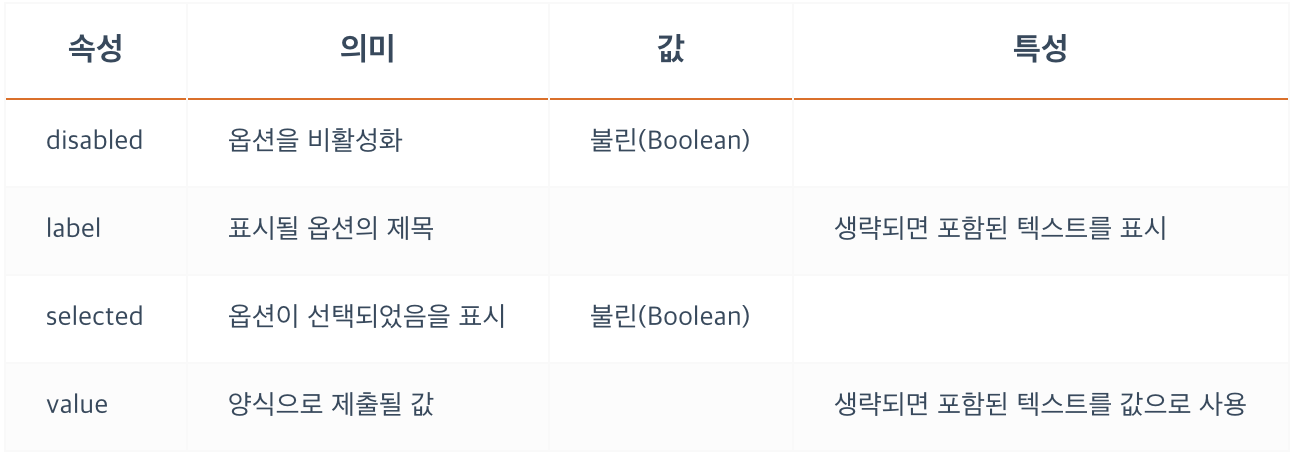 속성 의미 값 특성
disabled 옵션을 비활성화 불린(Boolean)
label 표시될 옵션의 제목 생략되면 포함된 텍스트를 표시
selected 옵션이 선택되었음을 표시 불린(Boolean)
value 양식으로 제출될 값 생략되면 포함된 텍스트를 값으로 사용